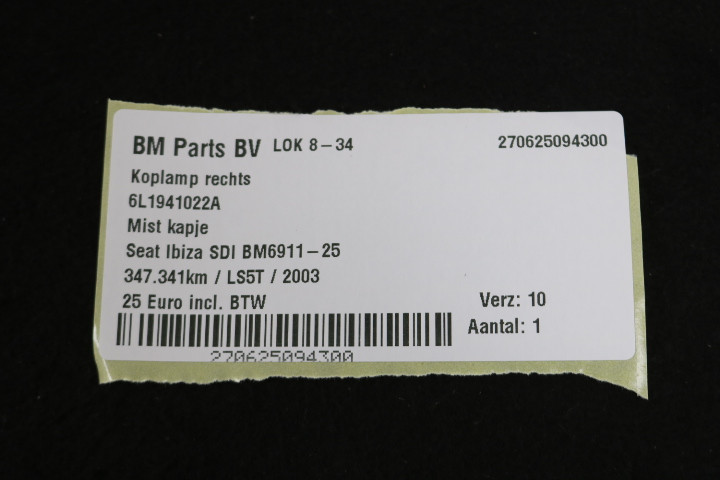 BM Parts BV LOK 8-34 270625094300
Koplamp rechts
6L1941022A
Mist kapje
Seat Ibiza SDI BM6911-25
347.341km / LS5T / 2003
25 Euro incl. BTW Verz: 10
Aantal: 1
270625094300